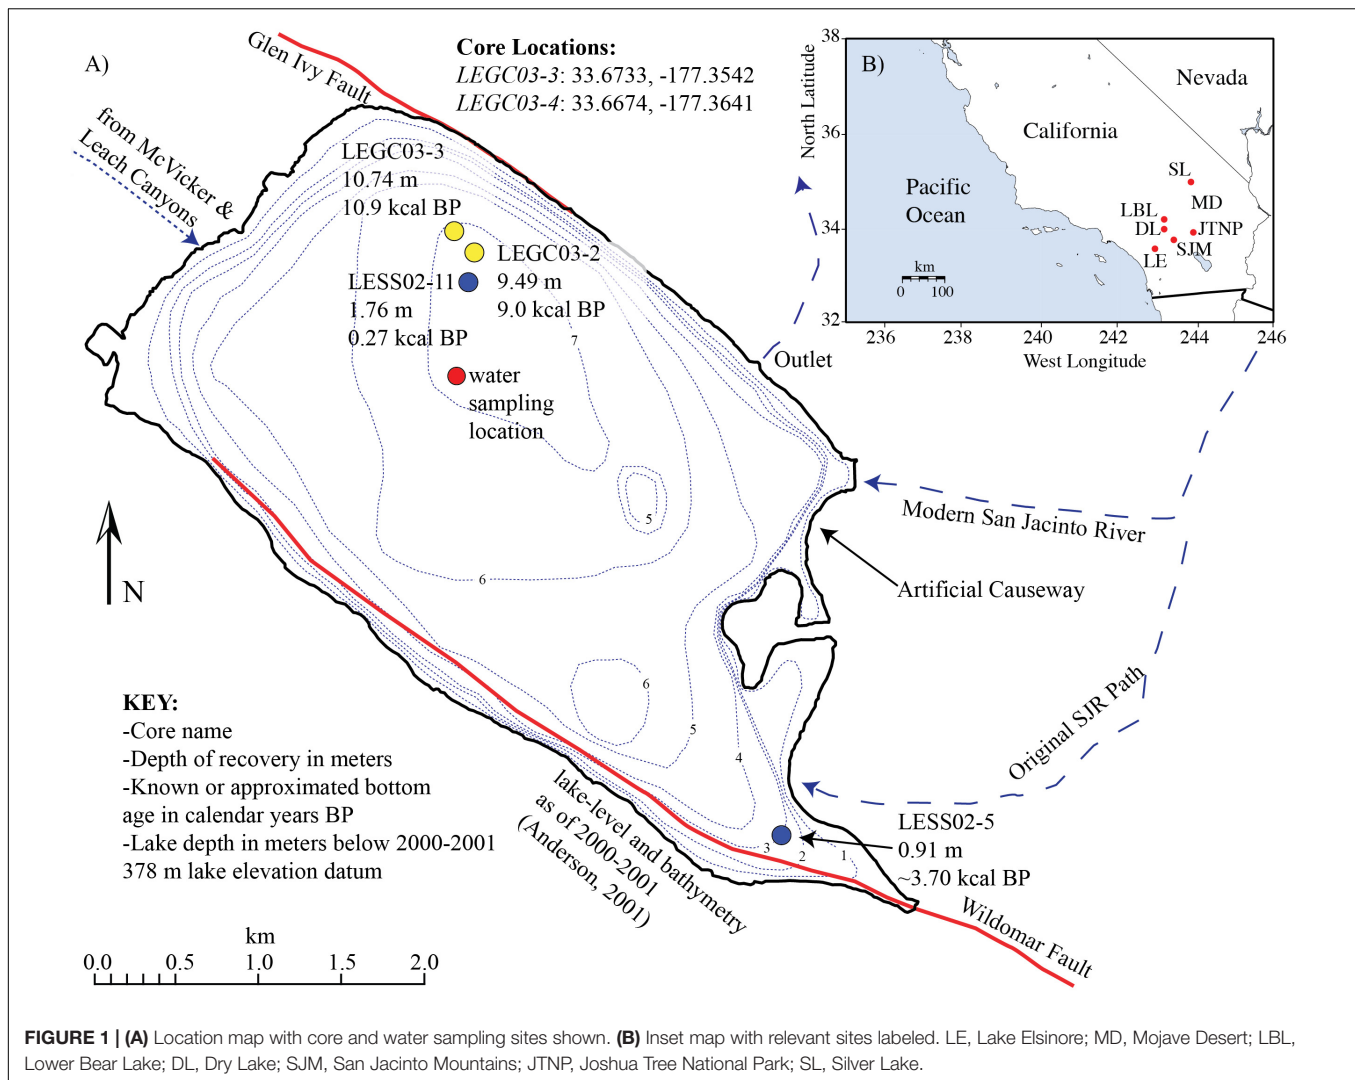 A)
Glen Ivy Fault
Core Locations:
LEGC03-3: 33.6733, -177.3542
LEGC03-4: 33.6674, -177.3641
from McVicker &
Leach Canyons
LEGC03-3
10.74 m
10.9 kcal BP
LEGC03-2
9.49 m
9.0 kcal BP
LESS02-11
1.76 m
0.27 kcal BP
7
water
sampling
location
Outlet
5
6
Modern San Jacinto River
Artificial Causeway
N
6
5
4
Original SJR Path
KEY:
-Core name
-Depth of recovery in meters
-Known or approximated bottom
age in calendar years BP
-Lake depth in meters below 2000-2001
378 m lake elevation datum
lake-level and bathymetry
as of 2000-2001
(Anderson, 2001)
3
2
1
LESS02-5
0.91 m
~3.70 kcal BP
Wildomar Fault
km
0.0 0.5 1.0 1.5 2.0
B)
North Latitude
38
36
34
32
Nevada
California
Pacific
Ocean
SL
MD
LBL
DL
JTNP
SJM
LE
km
0 100
236 238 240 242 244 246
West Longitude
FIGURE 1 | (A) Location map with core and water sampling sites shown. (B) Inset map with relevant sites labeled. LE, Lake Elsinore; MD, Mojave Desert; LBL,
Lower Bear Lake; DL, Dry Lake; SJM, San Jacinto Mountains; JTNP, Joshua Tree National Park; SL, Silver Lake.